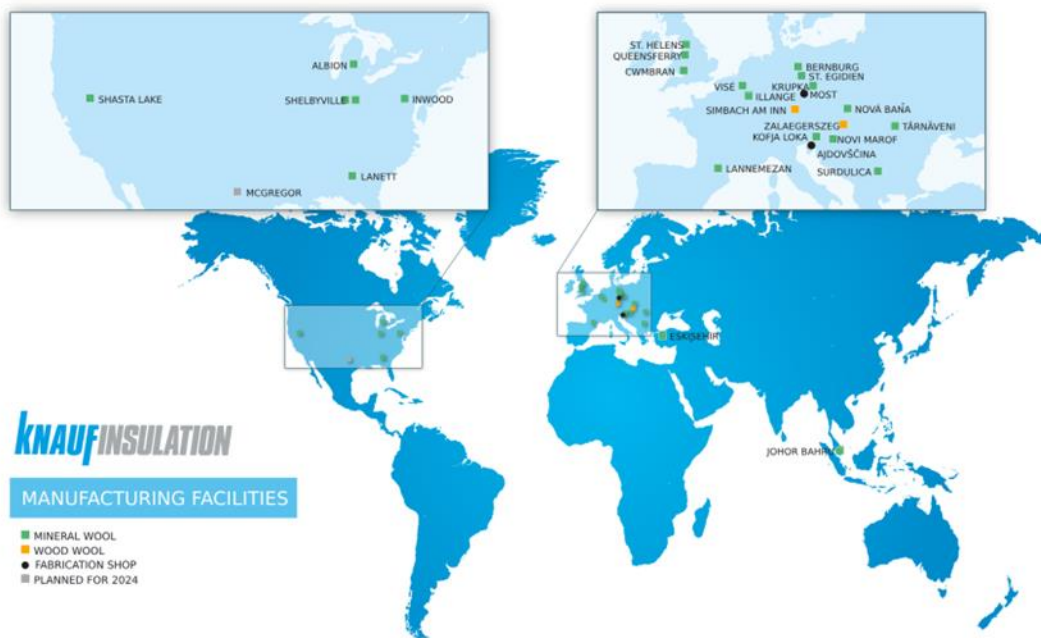 ALBION
SHASTA LAKE
SHELBYVILLE
INWOOD
LANETT
MCGREGOR
ST. HELENS
QUEENSFERRY
CWMBRAN
BERNBURG
ST. EGIDIEN
VISÉ
KRUPKA
ILLANGE
MOST
SIMBACH AM INN
NOVÁ BAŇA
ZALAEGERSZEG
TÂRNĂVENI
KOFJA LOKA
NOVI MAROF
AJDOVŠČINA
LANNEMEZAN
SURDULICA
ESKIŞEHIR
JOHOR BAHRU
KNAUFINSULATION
MANUFACTURING FACILITIES
MINERAL WOOL
WOOD WOOL
FABRICATION SHOP
PLANNED FOR 2024